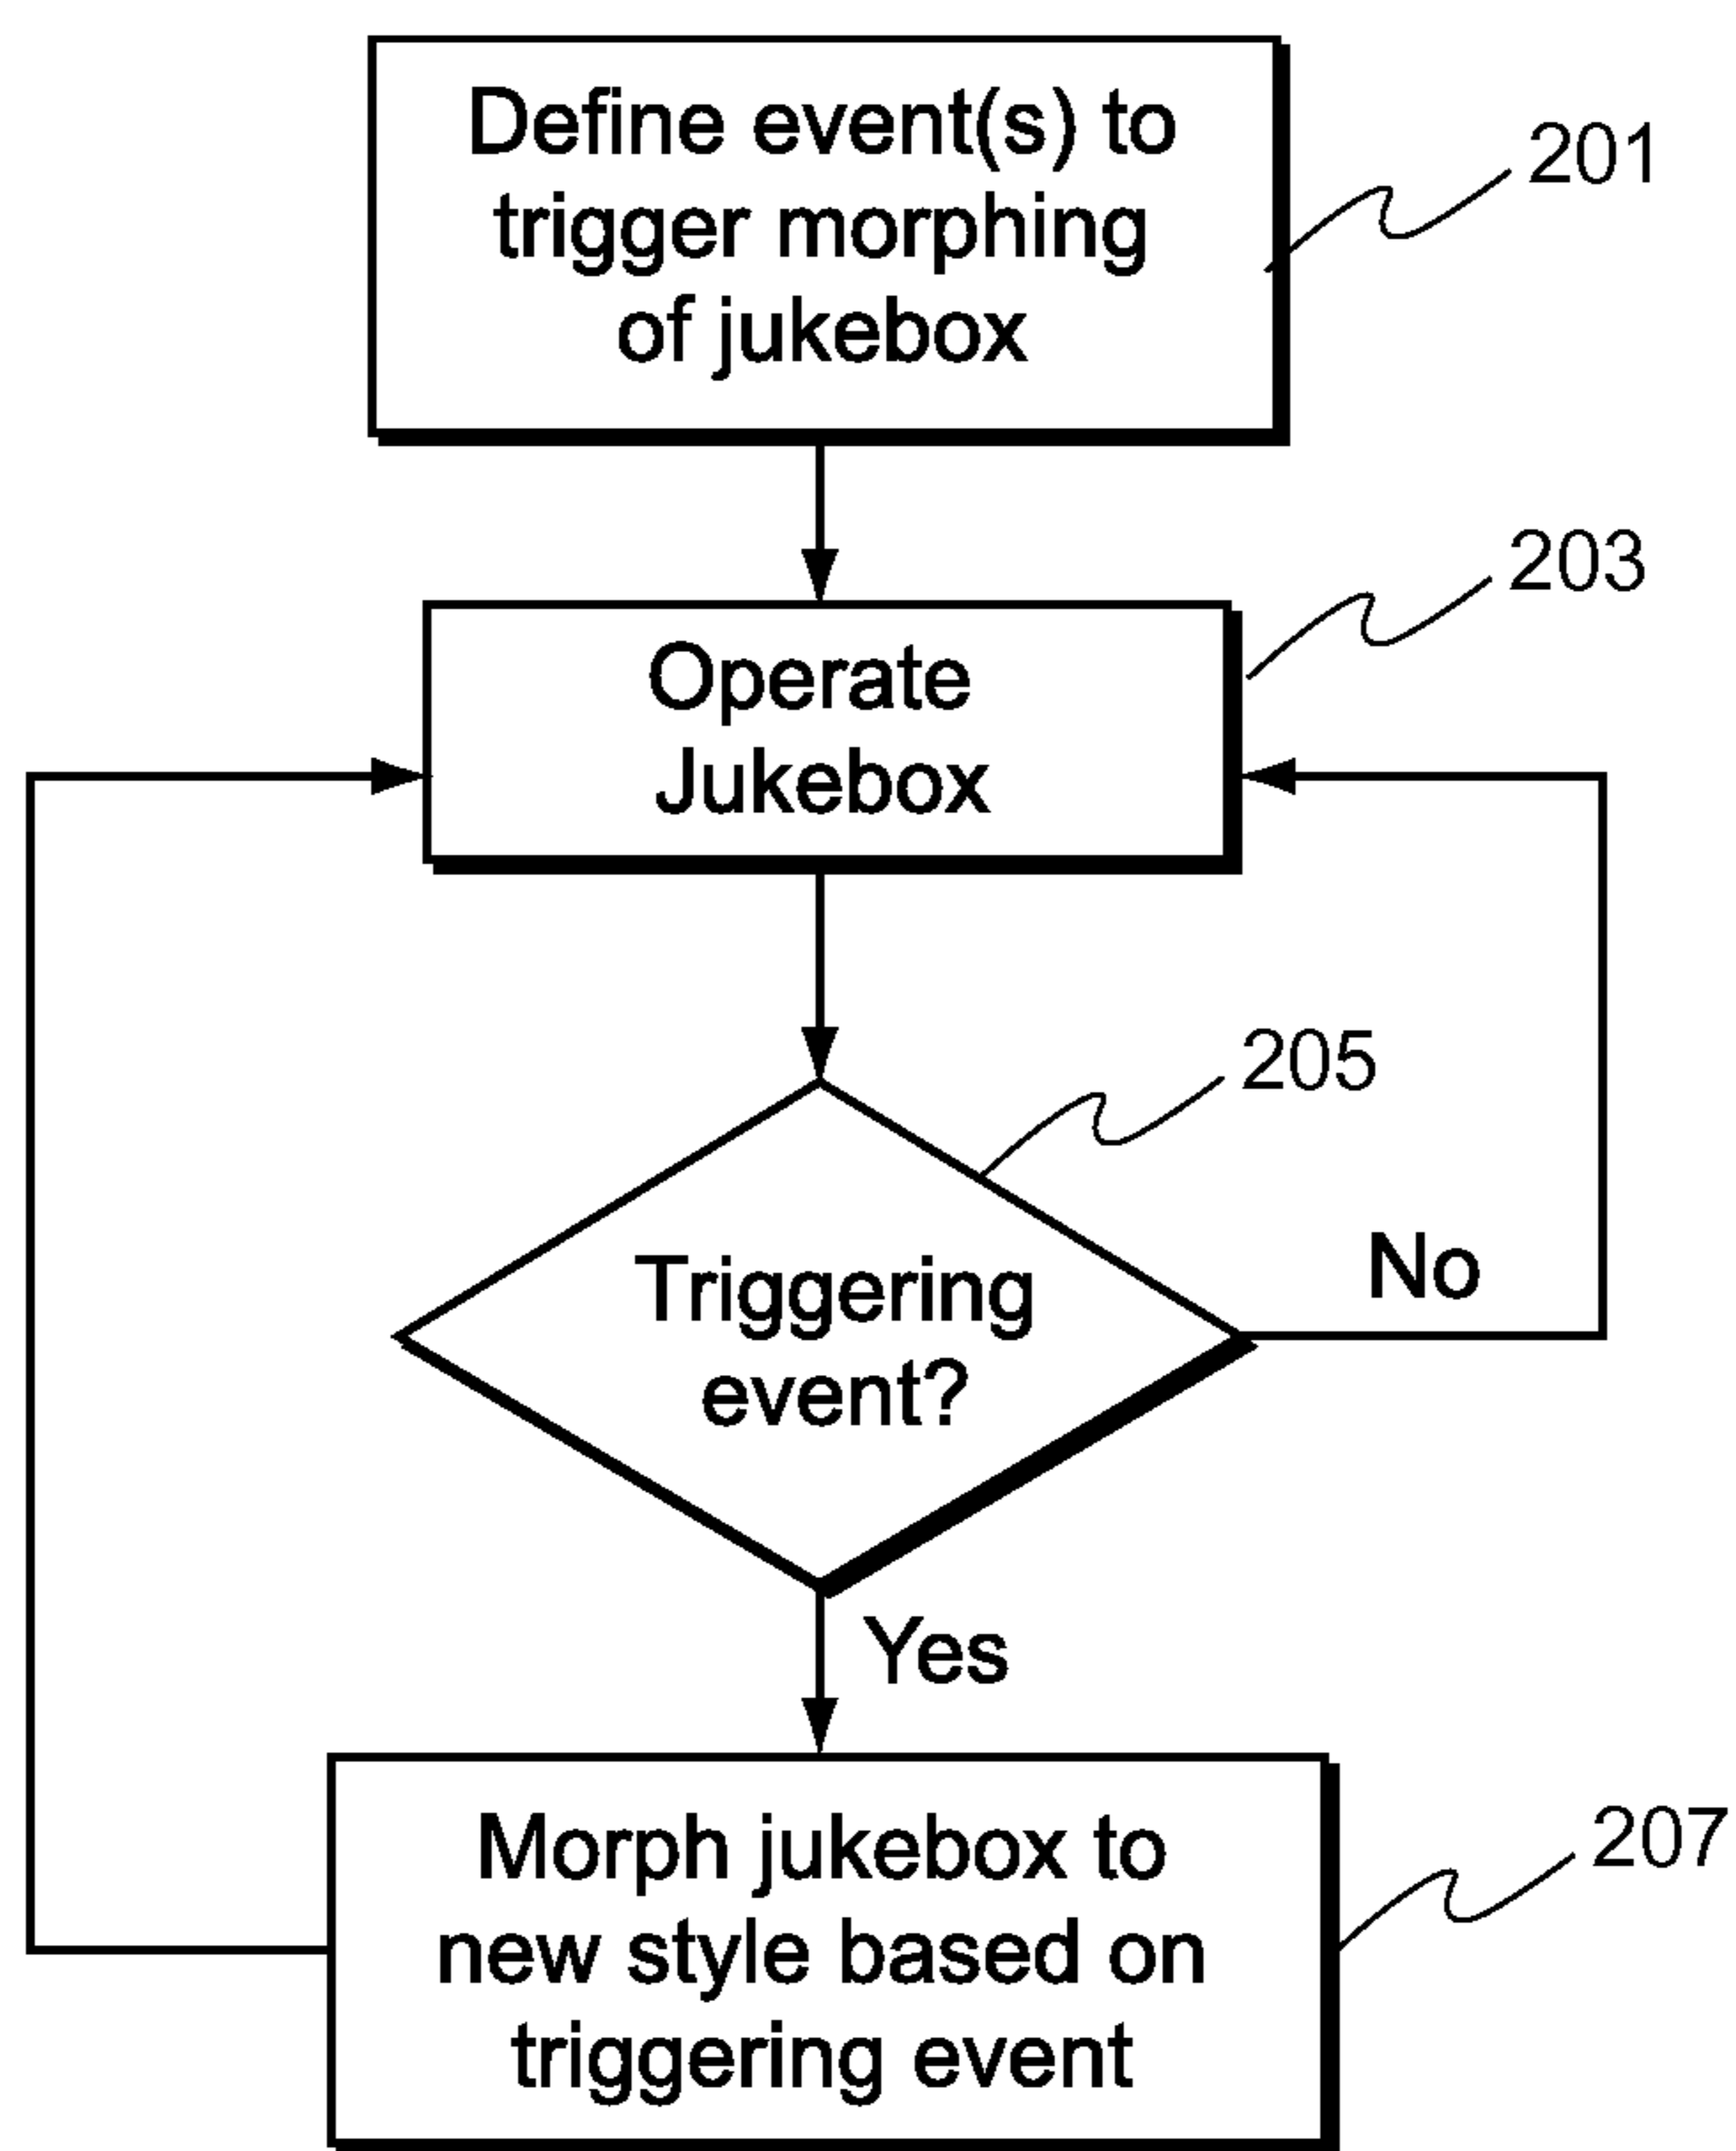 Define event(s) to
trigger morphing
of jukebox
201
Operate
Jukebox
203
Triggering
event?
205
No
Yes
Morph jukebox to
new style based on
triggering event
207